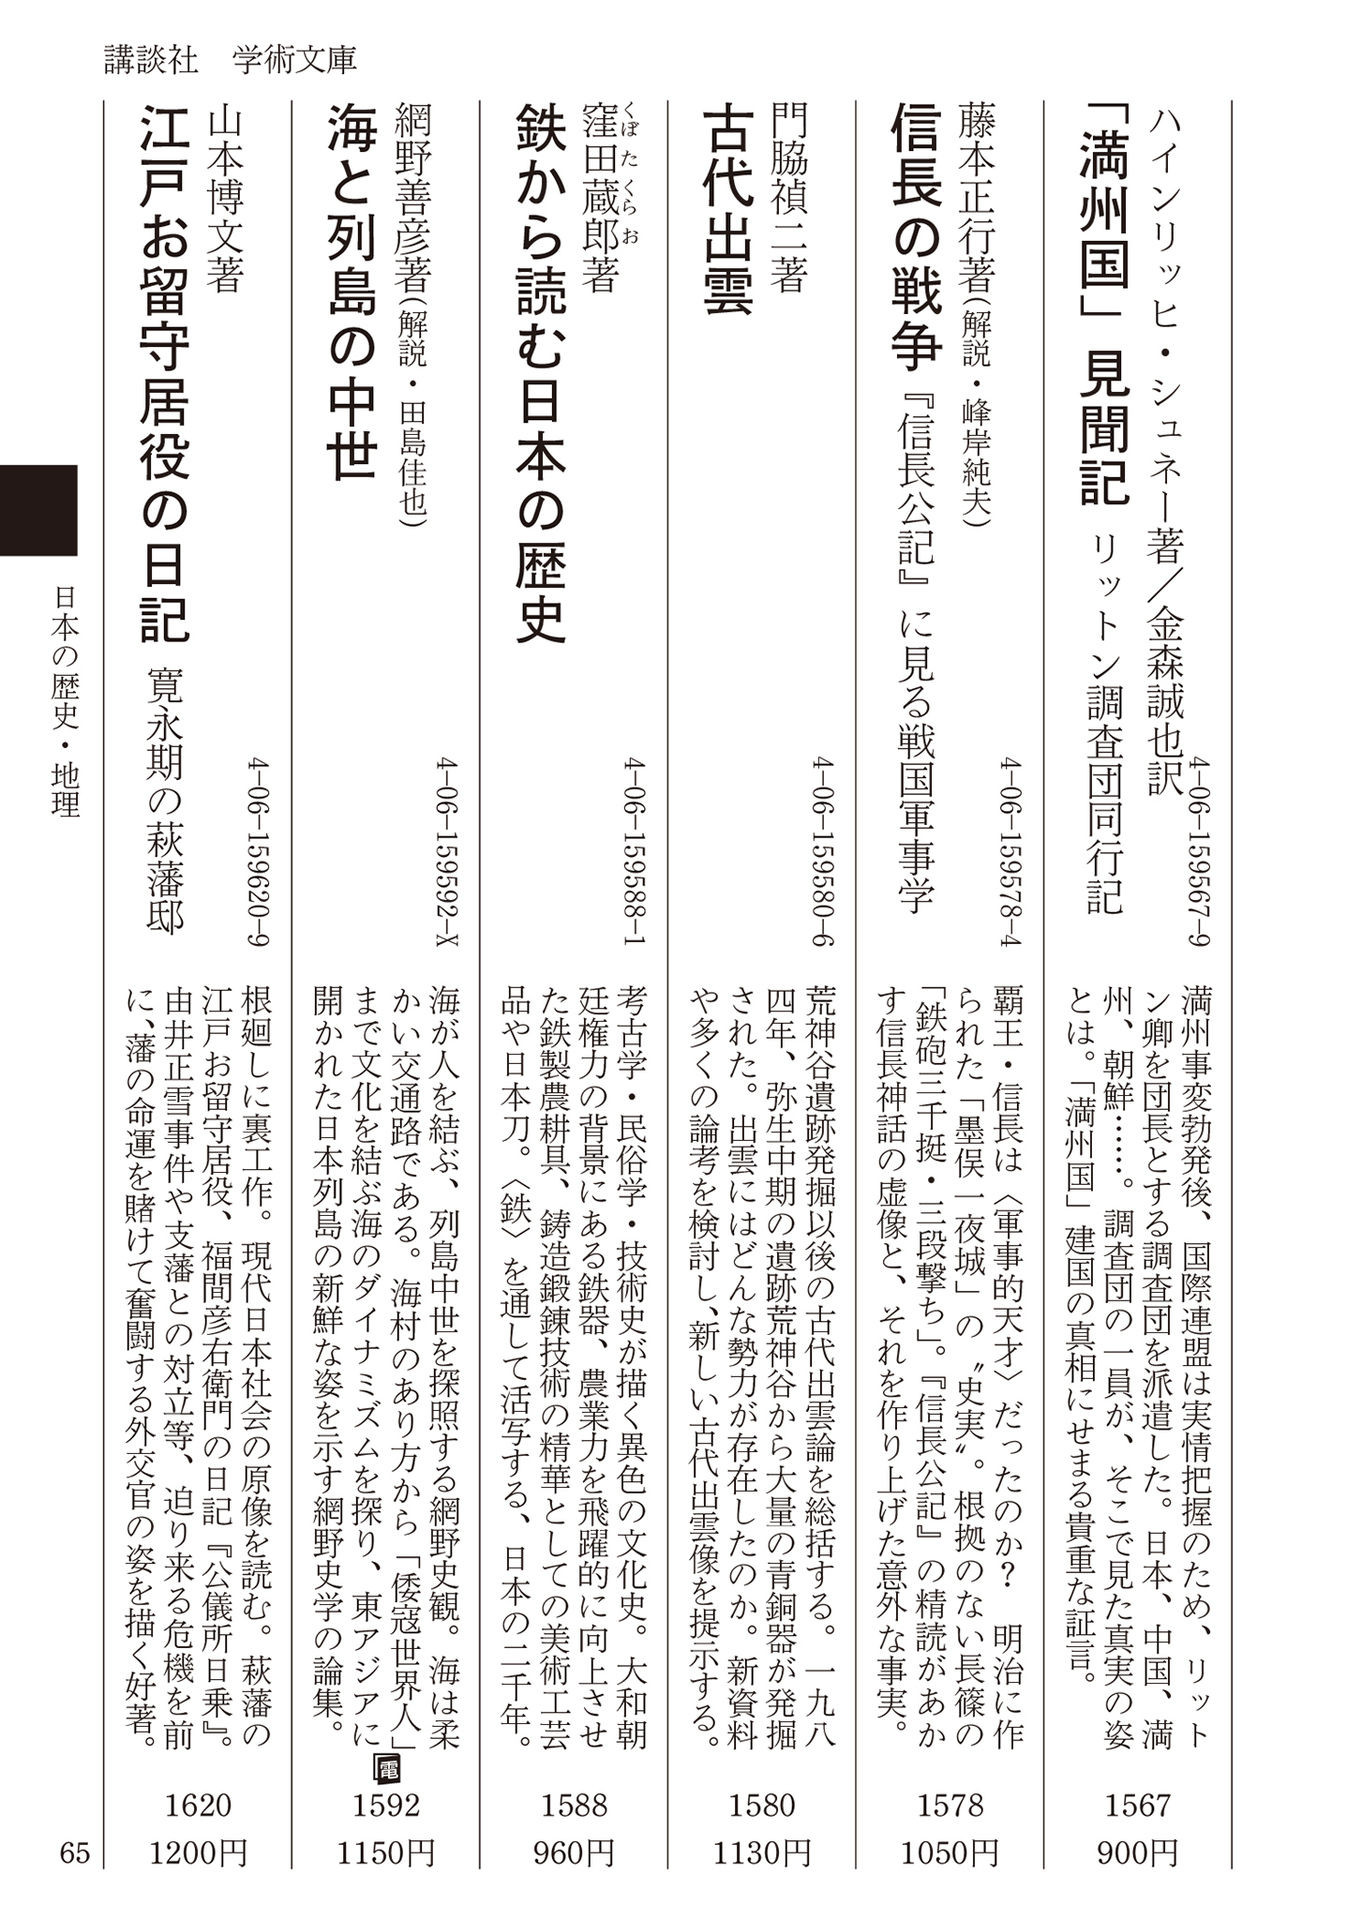 講談社　学術文庫
ハインリッヒ・シュネー著／金森誠也訳
「満州国」見聞記　リットン調査団同行記
4-06-159567-9
満州事変勃発後、国際連盟は実情把握のため、リット
ン卿を団長とする調査団を派遣した。日本、中国、満
州、朝鮮……。調査団の一員が、そこで見た真実の姿
とは。「満州国」建国の真相にせまる貴重な証言。
1567
900円
藤本正行著（解説・峰岸純夫）
信長の戦争　『信長公記』に見る戦国軍事学
4-06-159578-4
覇王・信長は〈軍事的天才〉だったのか？　明治に作
られた「墨俣一夜城」の〝史実〟。根拠のない長篠の
「鉄砲三千挺・三段撃ち」。『信長公記』の精読があか
す信長神話の虚像と、それを作り上げた意外な事実。
1578
1050円
門脇禎二著
古代出雲
4-06-159580-6
荒神谷遺跡発掘以後の古代出雲論を総括する。一九八
四年、弥生中期の遺跡荒神谷から大量の青銅器が発掘
された。出雲にはどんな勢力が存在したのか。新資料
や多くの論考を検討し、新しい古代出雲像を提示する。
1580
1130円
窪田蔵郎著
くぼたくらお
鉄から読む日本の歴史
4-06-159588-1
考古学・民俗学・技術史が描く異色の文化史。大和朝
廷権力の背景にある鉄器、農業力を飛躍的に向上させ
た鉄製農耕具、鋳造鍛錬技術の精華としての美術工芸
品や日本刀。〈鉄〉を通して活写する、日本の二千年。
1588
960円
網野善彦著（解説・田島佳也）
海と列島の中世
4-06-159592-X
海が人を結ぶ、列島中世を探照する網野史観。海は柔
かい交通路である。海村のあり方から「倭寇世界人」
まで文化を結ぶ海のダイナミズムを探り、東アジアに
開かれた日本列島の新鮮な姿を示す網野史学の論集。
電
1592
1150円
山本博文著
江戸お留守居役の日記　寛永期の萩藩邸
4-06-159620-9
根廻しに裏工作。現代日本社会の原像を読む。萩藩の
江戸お留守居役、福間彦右衛門の日記『公儀所日乗』。
由井正雪事件や支藩との対立等、迫り来る危機を前
に、藩の命運を賭けて奮闘する外交官の姿を描く好著。
1620
1200円
日本の歴史・地理
65